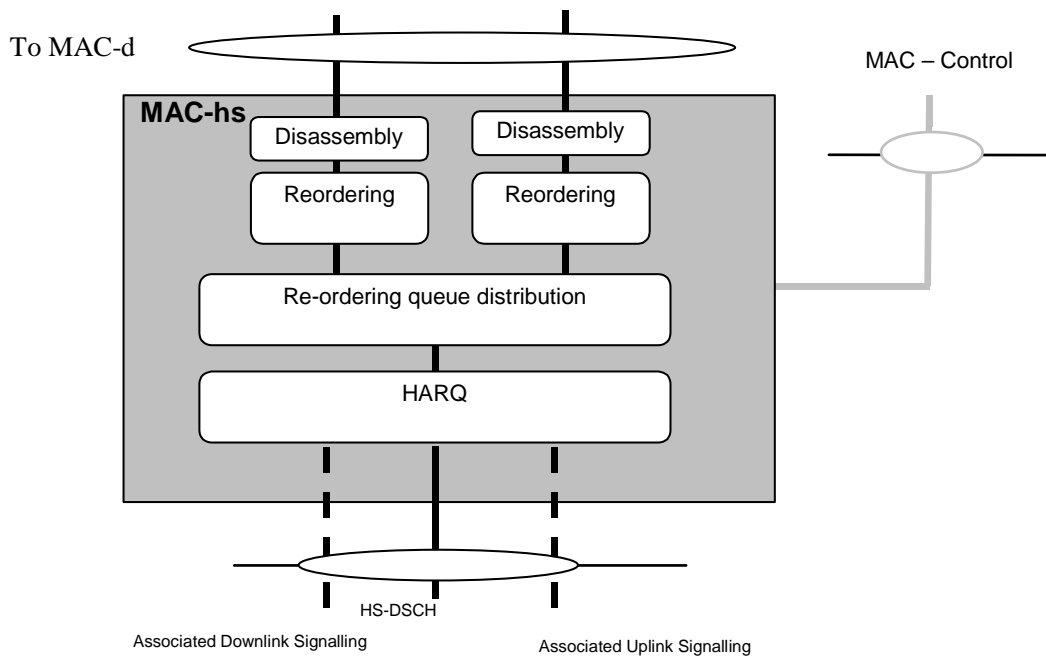 To MAC-d
MAC – Control
MAC-hs
Disassembly
Disassembly
Reordering
Reordering
Re-ordering queue distribution
HARQ
HS-DSCH
Associated Downlink Signalling
Associated Uplink Signalling